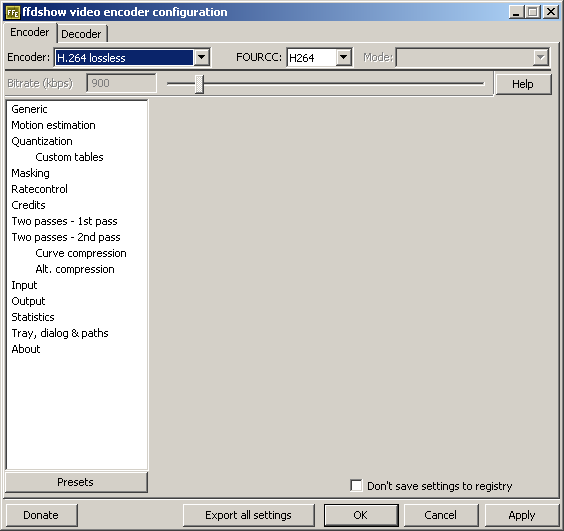 ffdshow video encoder configuration
Encoder Decoder
Encoder: H.264 lossless FOURCC: H264 Mode:
Bitrate (kbps) 900 Help
Generic
Motion estimation
Quantization
Custom tables
Masking
Ratecontrol
Credits
Two passes - 1st pass
Two passes - 2nd pass
Curve compression
Alt. compression
Input
Output
Statistics
Tray, dialog & paths
About
Presets
Don't save settings to registry
Donate Export all settings OK Cancel Apply